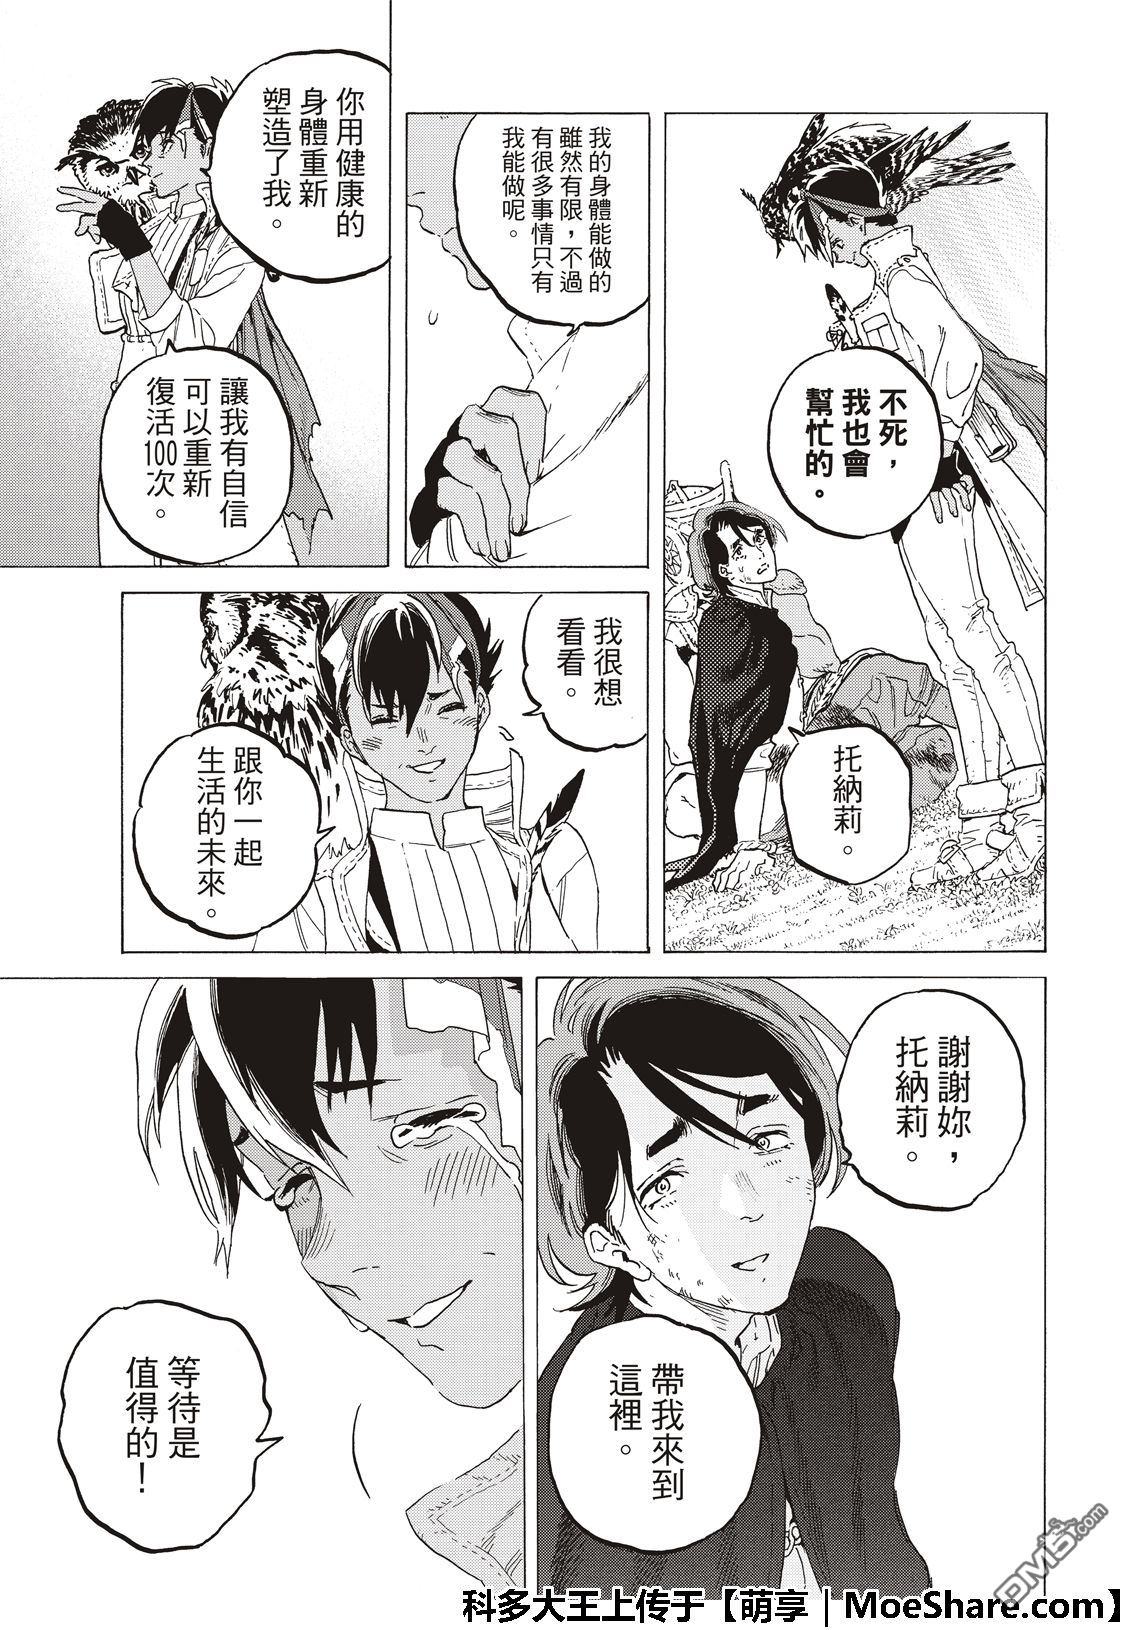 不死，
我也會
幫忙的。
托納莉。
我的身體能做的
雖然有限，不過
有很多事情只有
我能做呢。
你用健康的
身體重新
塑造了我。
讓我有自信
可以重新
復活100次。
我很想
看看。
跟你一起
生活的未來。
謝謝妳，
托納莉。
帶我來到
這裡。
等待是
值得的！
DM5.com
科多大王上传于【萌享｜MoeShare.com】